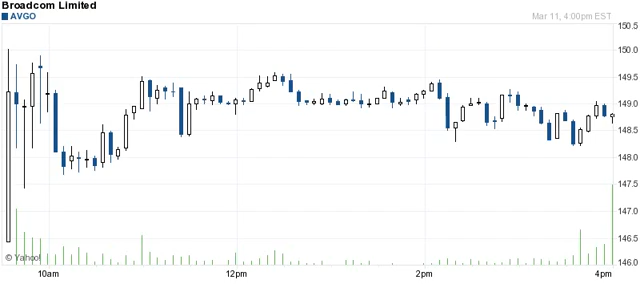 Broadcom Limited
AVGO
Mar 11, 4:00pm EST
150.5
150.0
149.5
149.0
148.5
148.0
147.5
147.0
146.5
146.0
© Yahoo!
10am
12pm
2pm
4pm